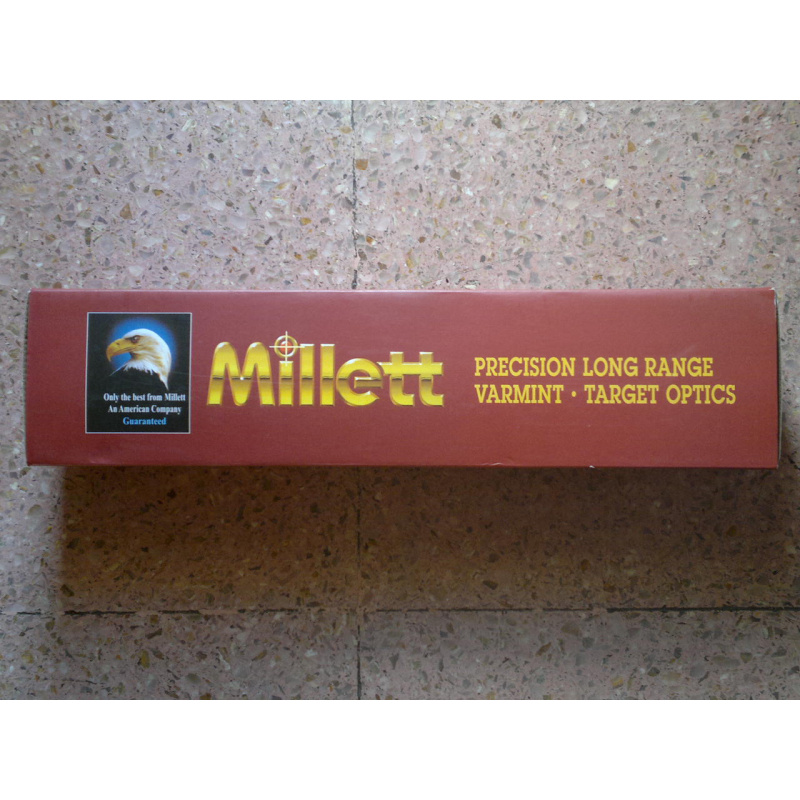 Only the best from Millett
An American Company
Guaranteed
Millett
PRECISION LONG RANGE
VARMINT • TARGET OPTICS